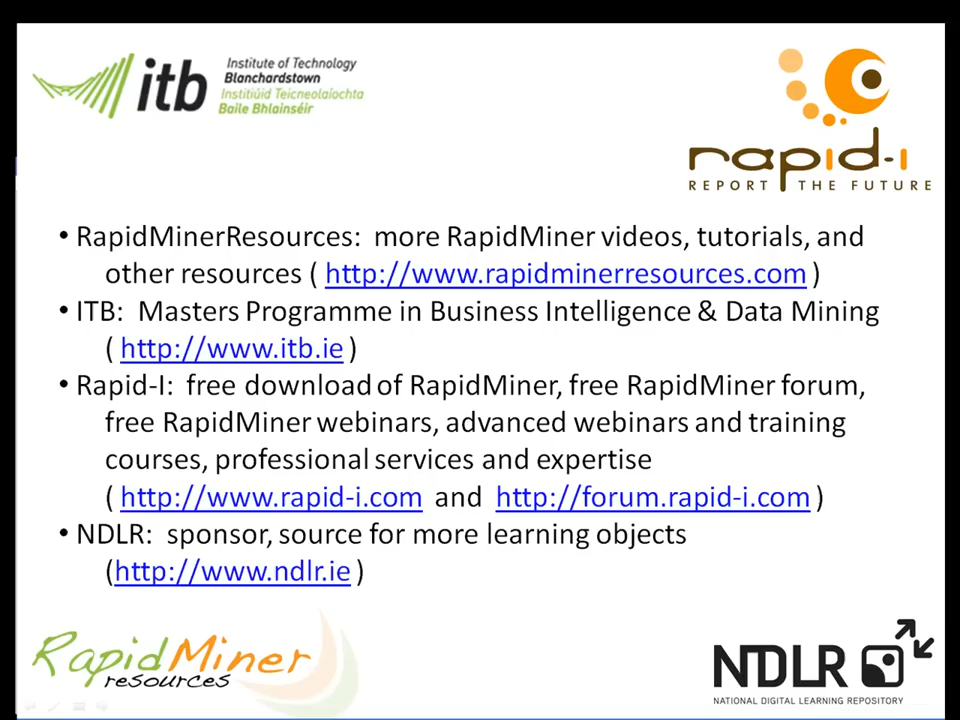 itb
Institute of Technology
Blanchardstown
Institiúid Teicneolaíochta
Baile Bhlainséir
rapid-i
REPORT THE FUTURE
• RapidMinerResources: more RapidMiner videos, tutorials, and
other resources ( http://www.rapidminerresources.com )
• ITB: Masters Programme in Business Intelligence & Data Mining
( http://www.itb.ie )
• Rapid-I: free download of RapidMiner, free RapidMiner forum,
free RapidMiner webinars, advanced webinars and training
courses, professional services and expertise
( http://www.rapid-i.com and http://forum.rapid-i.com )
• NDLR: sponsor, source for more learning objects
(http://www.ndlr.ie )
RapidMiner
resources
NDLR
NATIONAL DIGITAL LEARNING REPOSITORY